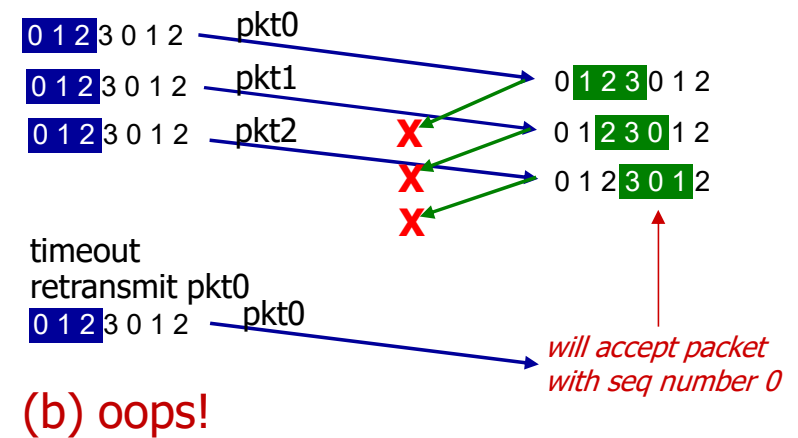 0 1 2 3 0 1 2 pkt0
0 1 2 3 0 1 2
0 1 2 3 0 1 2 pkt1
X
0 1 2 3 0 1 2
0 1 2 3 0 1 2 pkt2
X
0 1 2 3 0 1 2
X
timeout
retransmit pkt0
0 1 2 3 0 1 2 pkt0
will accept packet
with seq number 0
(b) oops!